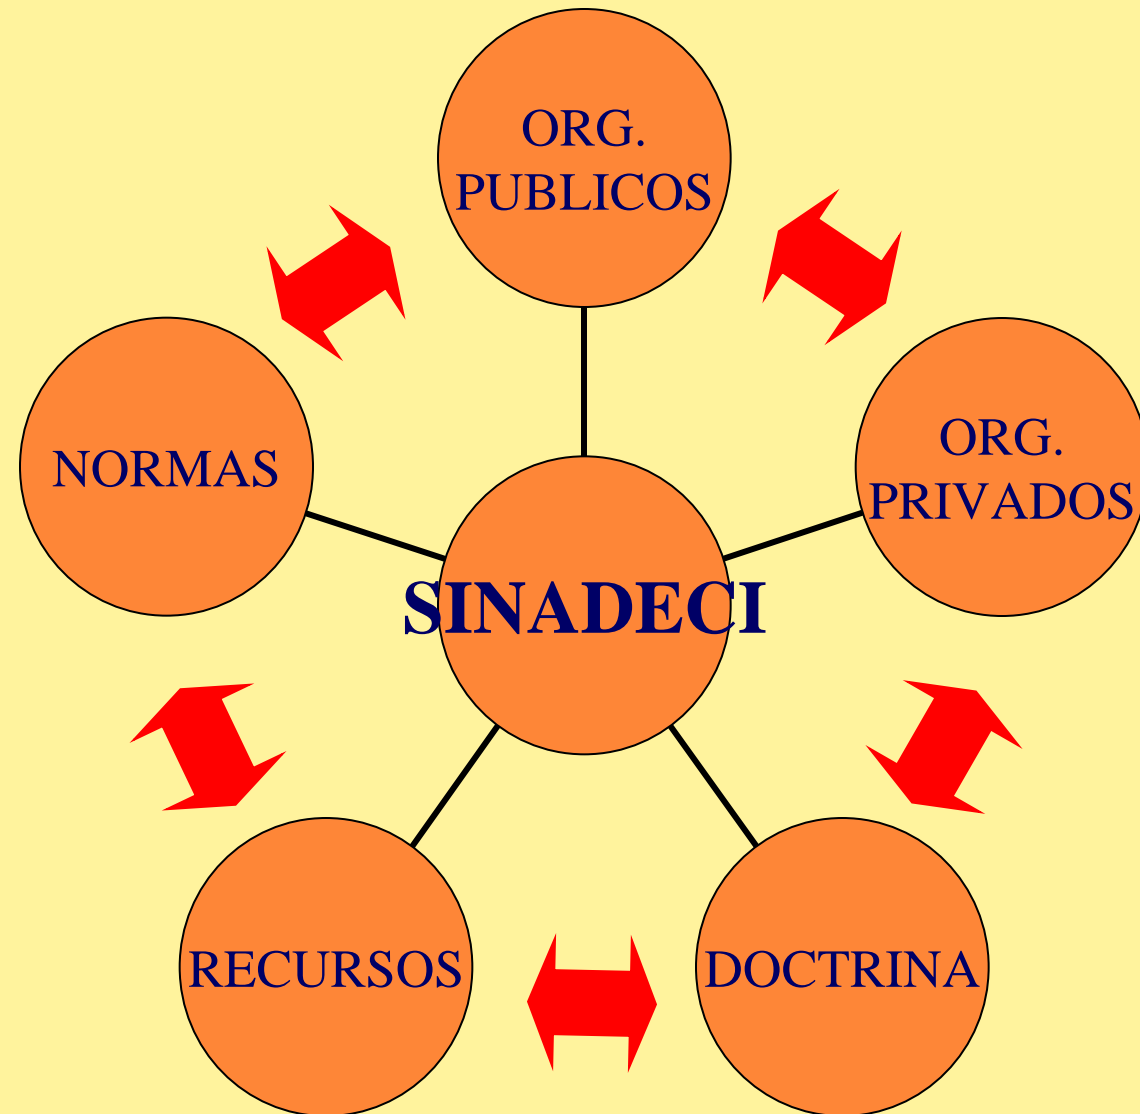 ORG.
PUBLICOS
NORMAS
ORG.
PRIVADOS
SINADECI
RECURSOS
DOCTRINA